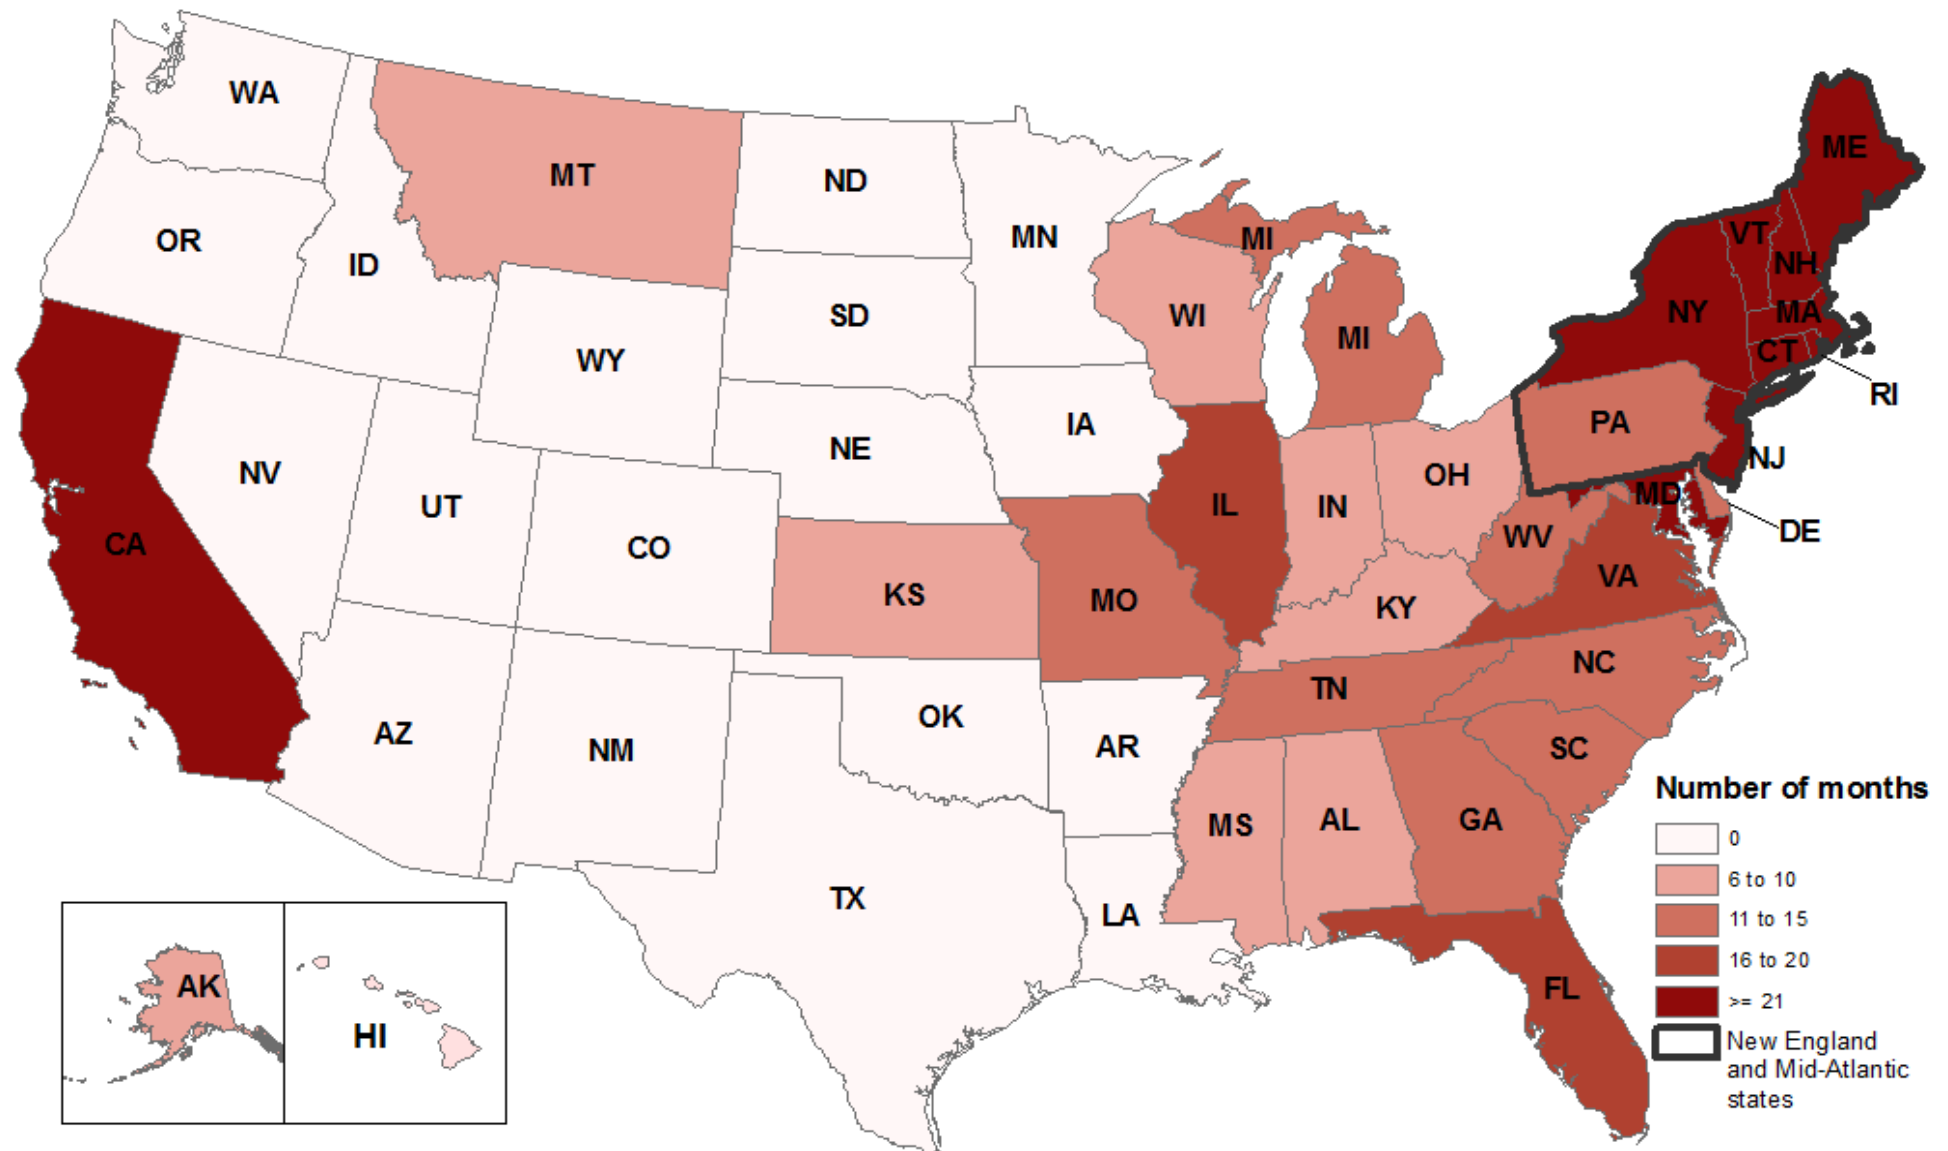 WA
MT
ND
ME
OR
ID
MN
MI
VT
NH
SD
WI
NY
MA
WY
MI
CT
RI
IA
PA
NE
NV
OH
NJ
UT
IL
IN
MD
CO
WV
DE
CA
KS
MO
KY
VA
NC
TN
AZ
NM
OK
AR
SC
MS
AL
GA
TX
LA
FL
AK
HI
Number of months
0
6 to 10
11 to 15
16 to 20
>= 21
New England
and Mid-Atlantic
states